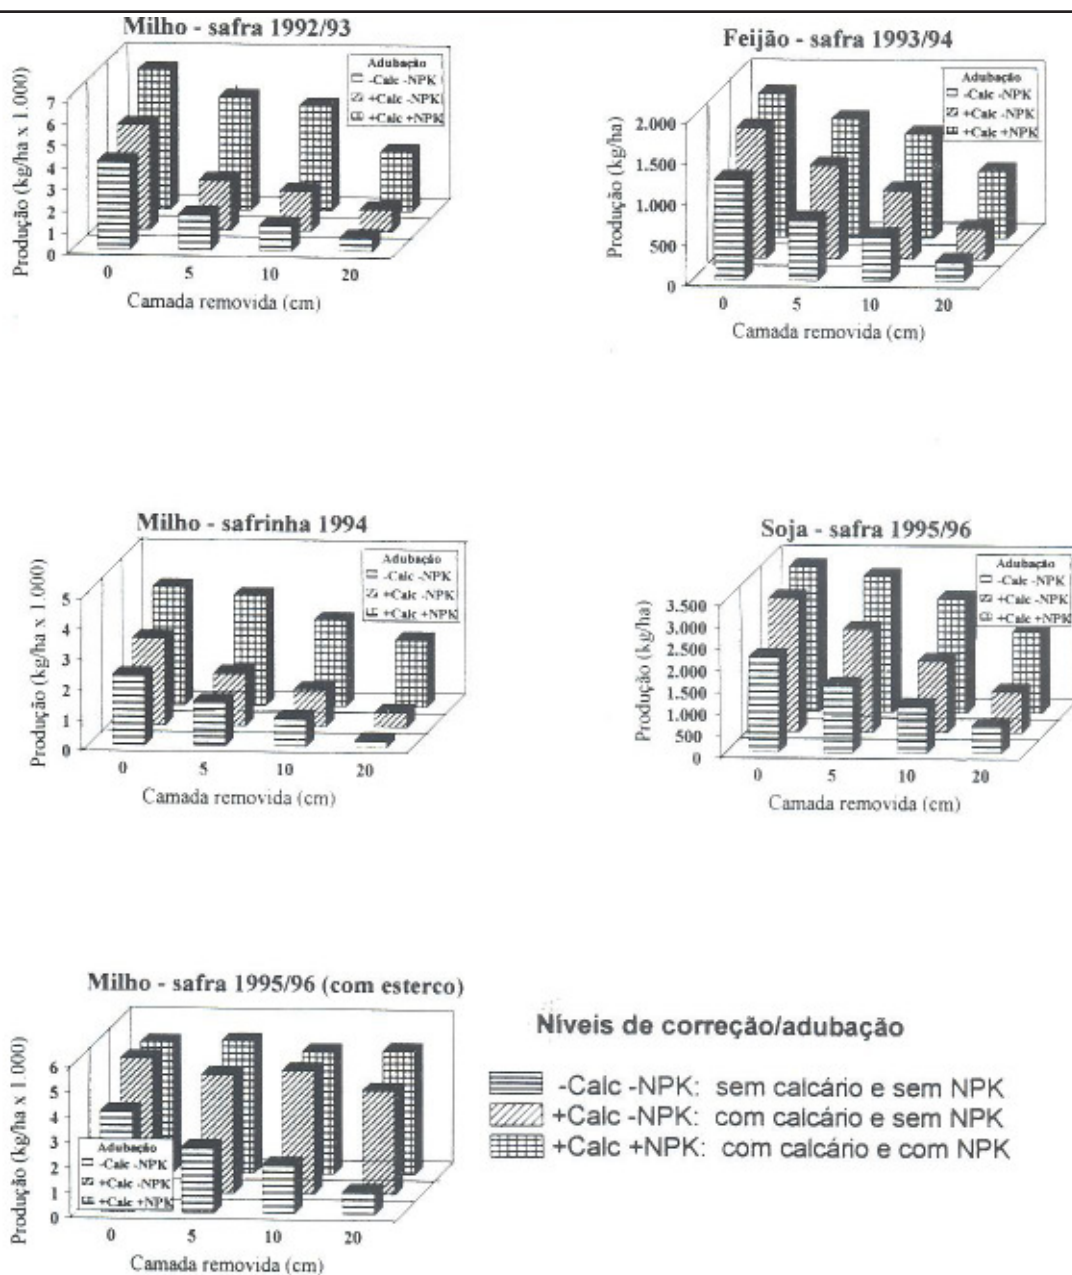 Milho - safra 1992/93
Produção (kg/ha x 1.000)
7
6
5
4
3
2
1
0
Adubação
-Calc -NPK
+Calc -NPK
+Calc +NPK
0 5 10 20
Camada removida (cm)
Feijão - safra 1993/94
Produção (kg/ha)
2.000
1.500
1.000
500
0
Adubação
-Calc -NPK
+Calc -NPK
+Calc +NPK
0 5 10 20
Camada removida (cm)
Milho - safrinha 1994
Produção (kg/ha x 1.000)
5
4
3
2
1
0
Adubação
-Calc -NPK
+Calc -NPK
+Calc +NPK
0 5 10 20
Camada removida (cm)
Soja - safra 1995/96
Produção (kg/ha)
3.500
3.000
2.500
2.000
1.500
1.000
500
0
Adubação
-Calc -NPK
+Calc -NPK
+Calc +NPK
0 5 10 20
Camada removida (cm)
Milho - safra 1995/96 (com esterco)
Produção (kg/ha x 1.000)
6
5
4
3
2
1
0
Adubação
-Calc -NPK
+Calc -NPK
+Calc +NPK
0 5 10 20
Camada removida (cm)
Níveis de correção/adubação
-Calc -NPK: sem calcário e sem NPK
+Calc -NPK: com calcário e sem NPK
+Calc +NPK: com calcário e com NPK